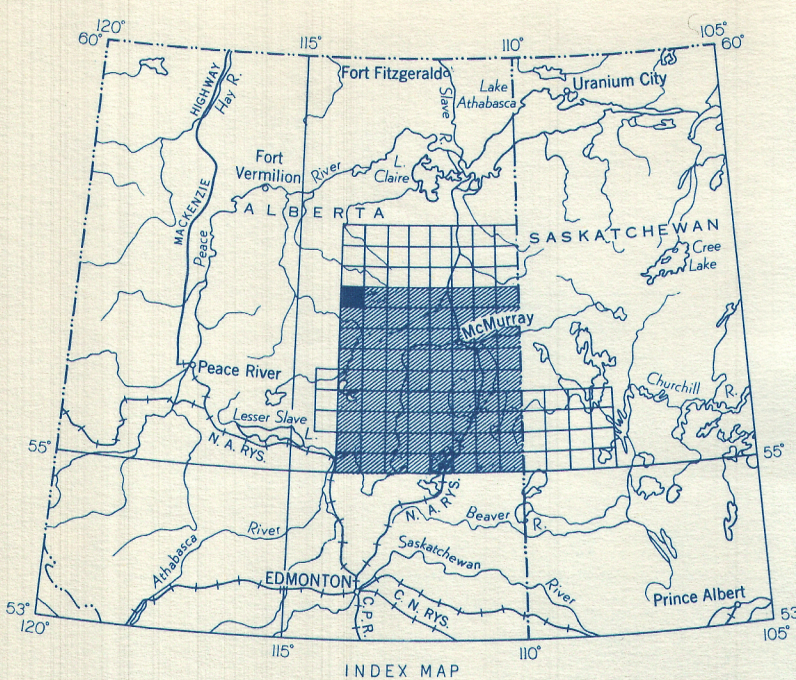 120°
115°
110°
105°
60°
60°
HIGHWAY
Hay R.
Fort Fitzgerald
Slave R.
Lake
Athabasca
Uranium City
Fort
Vermilion
River
L.
Claire
MACKENZIE
Peace
ALBERTA
SASKATCHEWAN
Cree
Lake
McMurray
Peace River
Lesser Slave
L.
Churchill
R.
N. A. RYS.
55°
55°
N. A. RYS.
Beaver
R.
Athabasca
River
Saskatchewan
River
EDMONTON
C. P. R.
C. N. RYS.
Prince Albert
53°
53
120°
115°
110°
105°
INDEX MAP